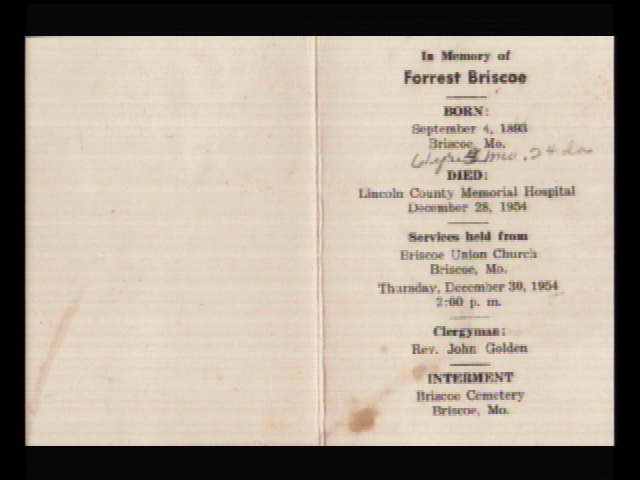 In Memory of
Forrest Briscoe
BORN:
September 4, 1893
Briscoe, Mo.
61 yrs 3 mo. 24 da
DIED:
Lincoln County Memorial Hospital
December 28, 1954
Services held from
Briscoe Union Church
Briscoe, Mo.
Thursday, December 30, 1954
2:00 p. m.
Clergyman:
Rev. John Golden
INTERMENT
Briscoe Cemetery
Briscoe, Mo.